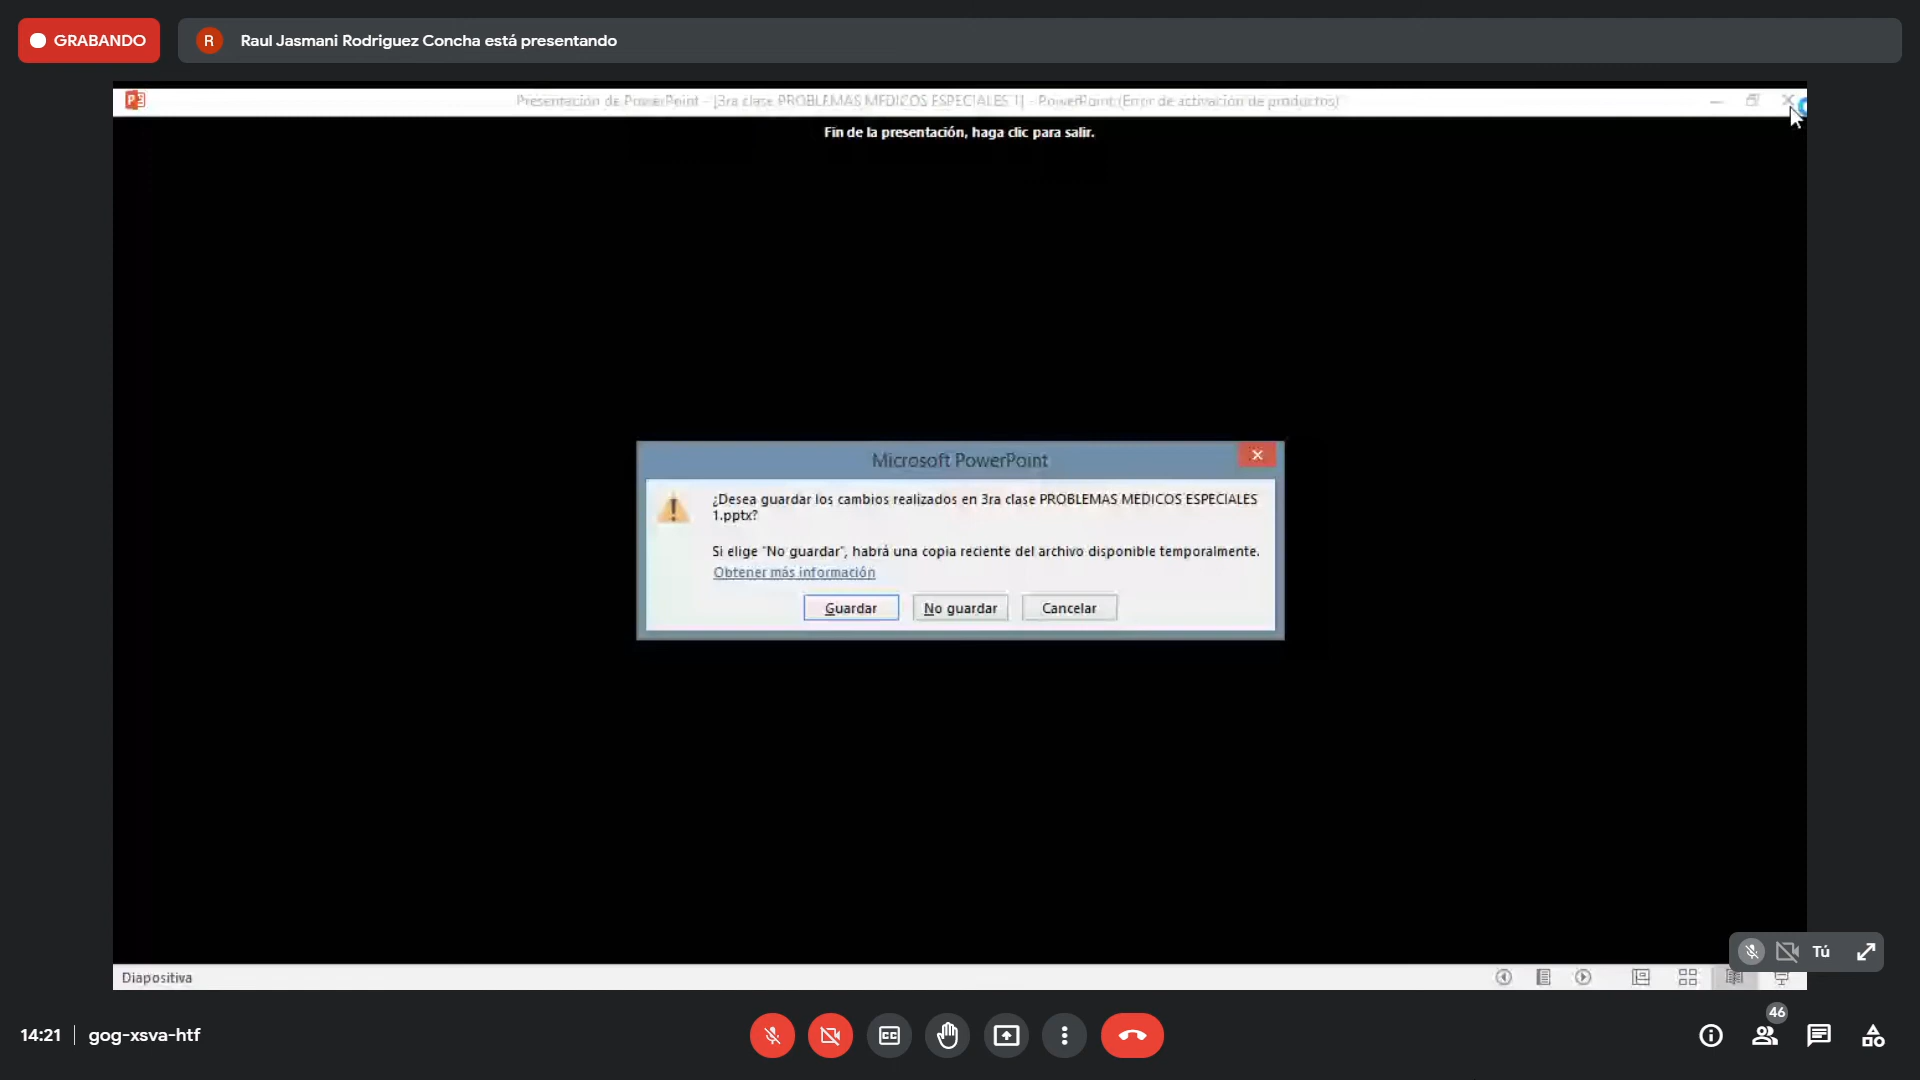 GRABANDO
R
Raul Jasmani Rodriguez Concha está presentando
Presentación de PowerPoint - [3ra clase PROBLEMAS MEDICOS ESPECIALES 1] - PowerPoint (Error de activación de productos)
Fin de la presentación, haga clic para salir.
Microsoft PowerPoint
¿Desea guardar los cambios realizados en 3ra clase PROBLEMAS MEDICOS ESPECIALES
1.pptx?
Si elige "No guardar", habrá una copia reciente del archivo disponible temporalmente.
Obtener más información
Guardar
No guardar
Cancelar
Tú
Diapositiva
46
14:21
gog-xsva-htf